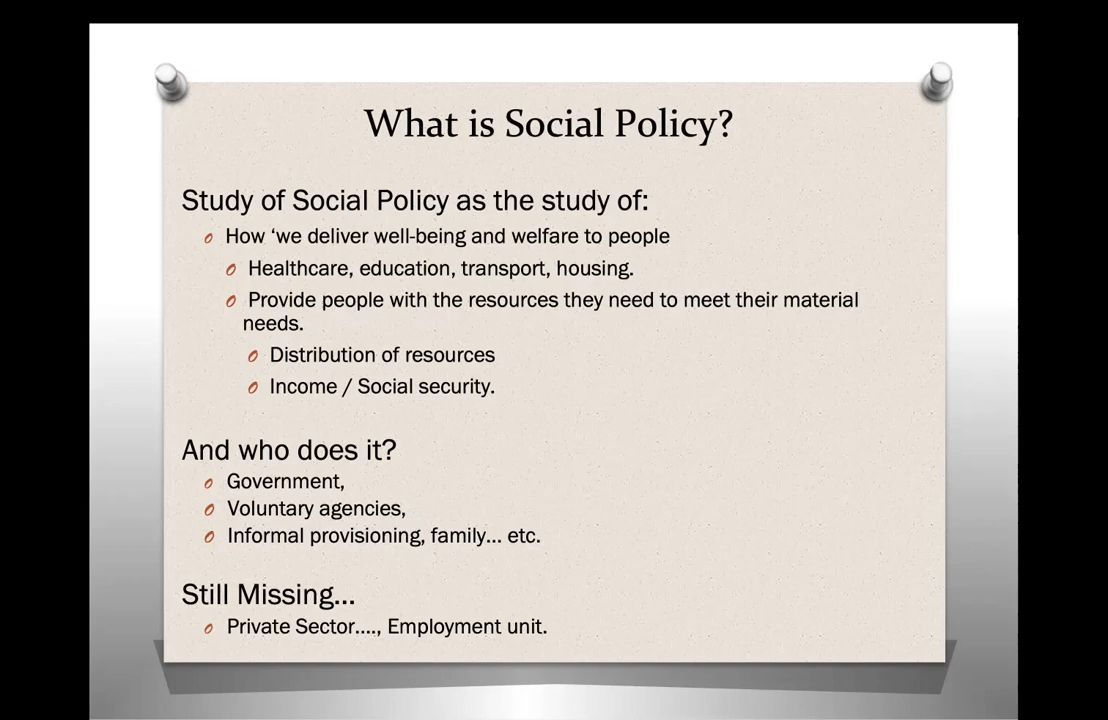 What is Social Policy?
Study of Social Policy as the study of:
How ‘we deliver well-being and welfare to people
Healthcare, education, transport, housing.
Provide people with the resources they need to meet their material
needs.
Distribution of resources
Income / Social security.
And who does it?
Government,
Voluntary agencies,
Informal provisioning, family... etc.
Still Missing...
Private Sector...., Employment unit.